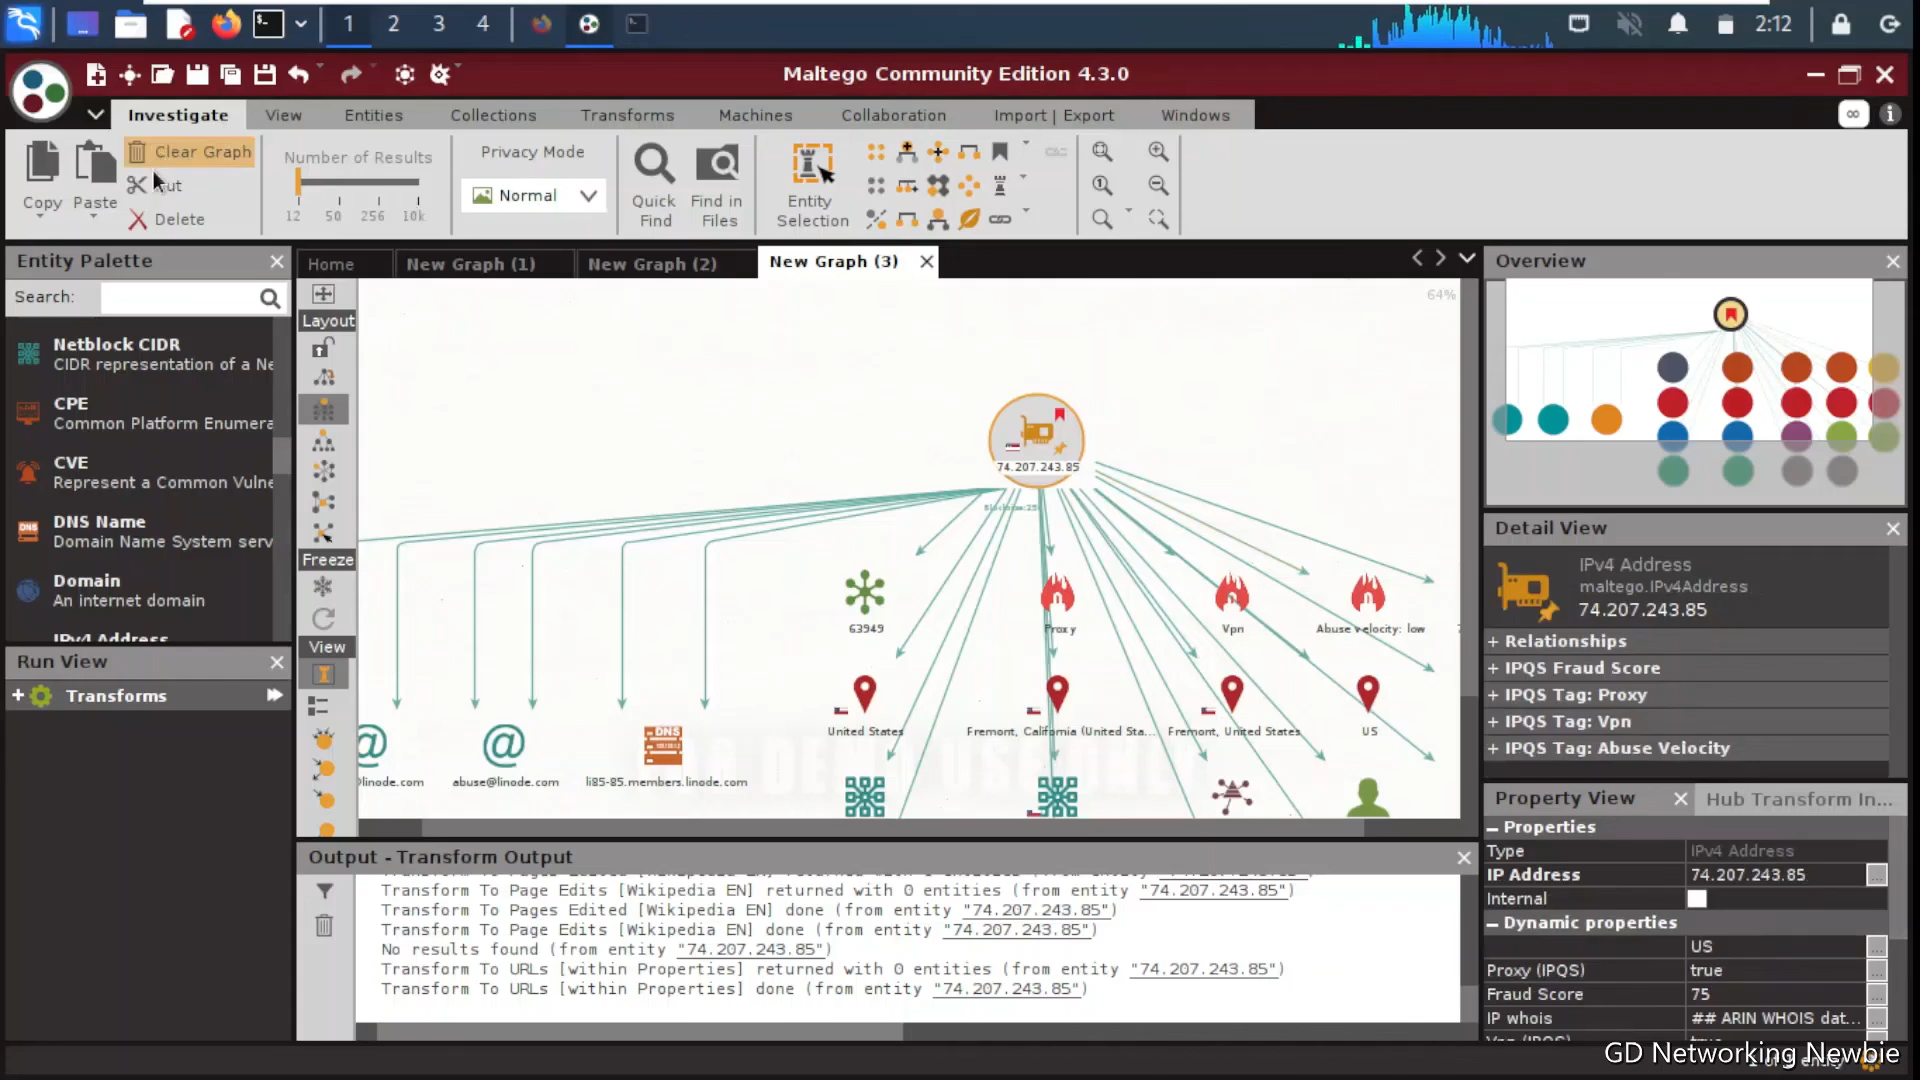 1 2 3 4
2:12
Maltego Community Edition 4.3.0
Investigate View Entities Collections Transforms Machines Collaboration Import | Export Windows
Copy Paste Clear Graph
Delete
Number of Results
12 50 256 10k
Privacy Mode
Normal
Quick Find
Find in Files
Entity Selection
Entity Palette
Search:
Netblock CIDR
CIDR representation of a Ne
CPE
Common Platform Enumera
CVE
Represent a Common Vulne
DNS Name
Domain Name System serv
Domain
An internet domain
IPv4 Address
Run View
+ Transforms
Home New Graph (1) New Graph (2) New Graph (3)
64%
Layout
Freeze
View
74.207.243.85
63949
Proxy
Vpn
Abuse velocity: low
United States
Fremont, California (United Sta...
Fremont, United States
US
linode.com
abuse@linode.com
DNS
li85-85.members.linode.com
Output - Transform Output
Transform To Page Edits [Wikipedia EN] returned with 0 entities (from entity "74.207.243.85")
Transform To Pages Edited [Wikipedia EN] done (from entity "74.207.243.85")
Transform To Page Edits [Wikipedia EN] done (from entity "74.207.243.85")
No results found (from entity "74.207.243.85")
Transform To URLs [within Properties] returned with 0 entities (from entity "74.207.243.85")
Transform To URLs [within Properties] done (from entity "74.207.243.85")
Overview
Detail View
IPv4 Address
maltego.IPv4Address
74.207.243.85
+ Relationships
+ IPQS Fraud Score
+ IPQS Tag: Proxy
+ IPQS Tag: Vpn
+ IPQS Tag: Abuse Velocity
Property View
Hub Transform In...
Properties
Type IPv4 Address
IP Address 74.207.243.85
Internal
Dynamic properties
US
Proxy (IPQS) true
Fraud Score 75
IP whois ## ARIN WHOIS dat...
GD Networking Newbie